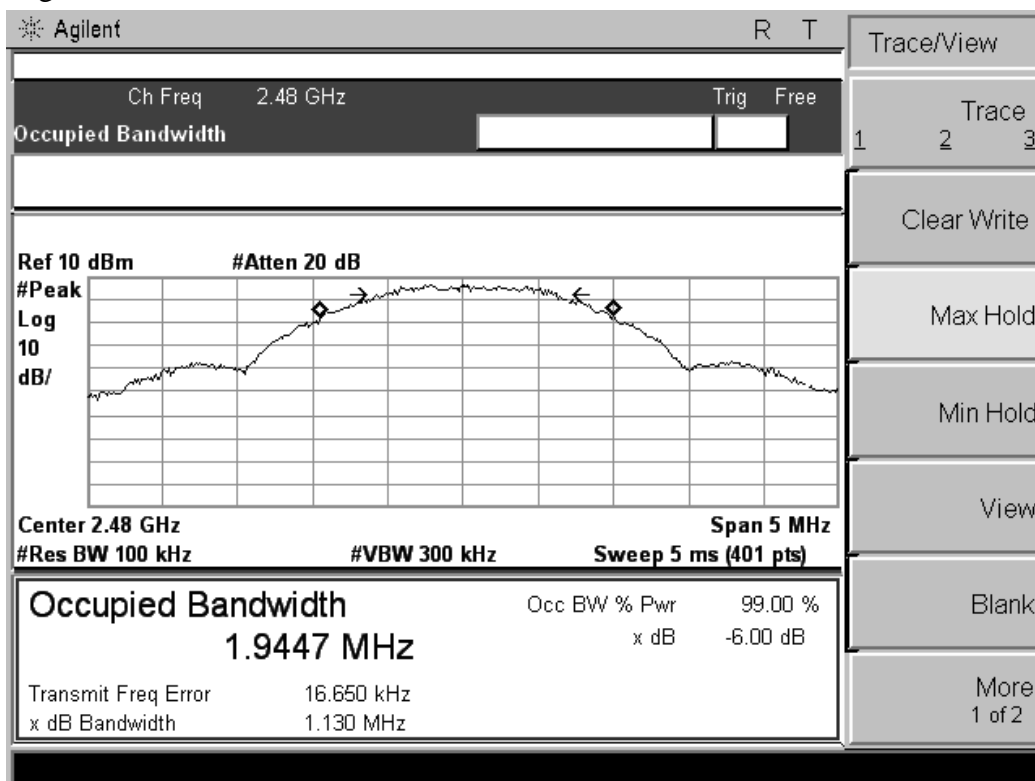 Agilent R T
Trace/View
Ch Freq 2.48 GHz Trig Free
Occupied Bandwidth
Trace
1 2 3
Clear Write
Max Hold
Min Hold
View
Blank
More
1 of 2
Ref 10 dBm #Atten 20 dB
#Peak
Log
10
dB/
Center 2.48 GHz Span 5 MHz
#Res BW 100 kHz #VBW 300 kHz Sweep 5 ms (401 pts)
Occupied Bandwidth
1.9447 MHz
Occ BW % Pwr 99.00 %
x dB -6.00 dB
Transmit Freq Error 16.650 kHz
x dB Bandwidth 1.130 MHz